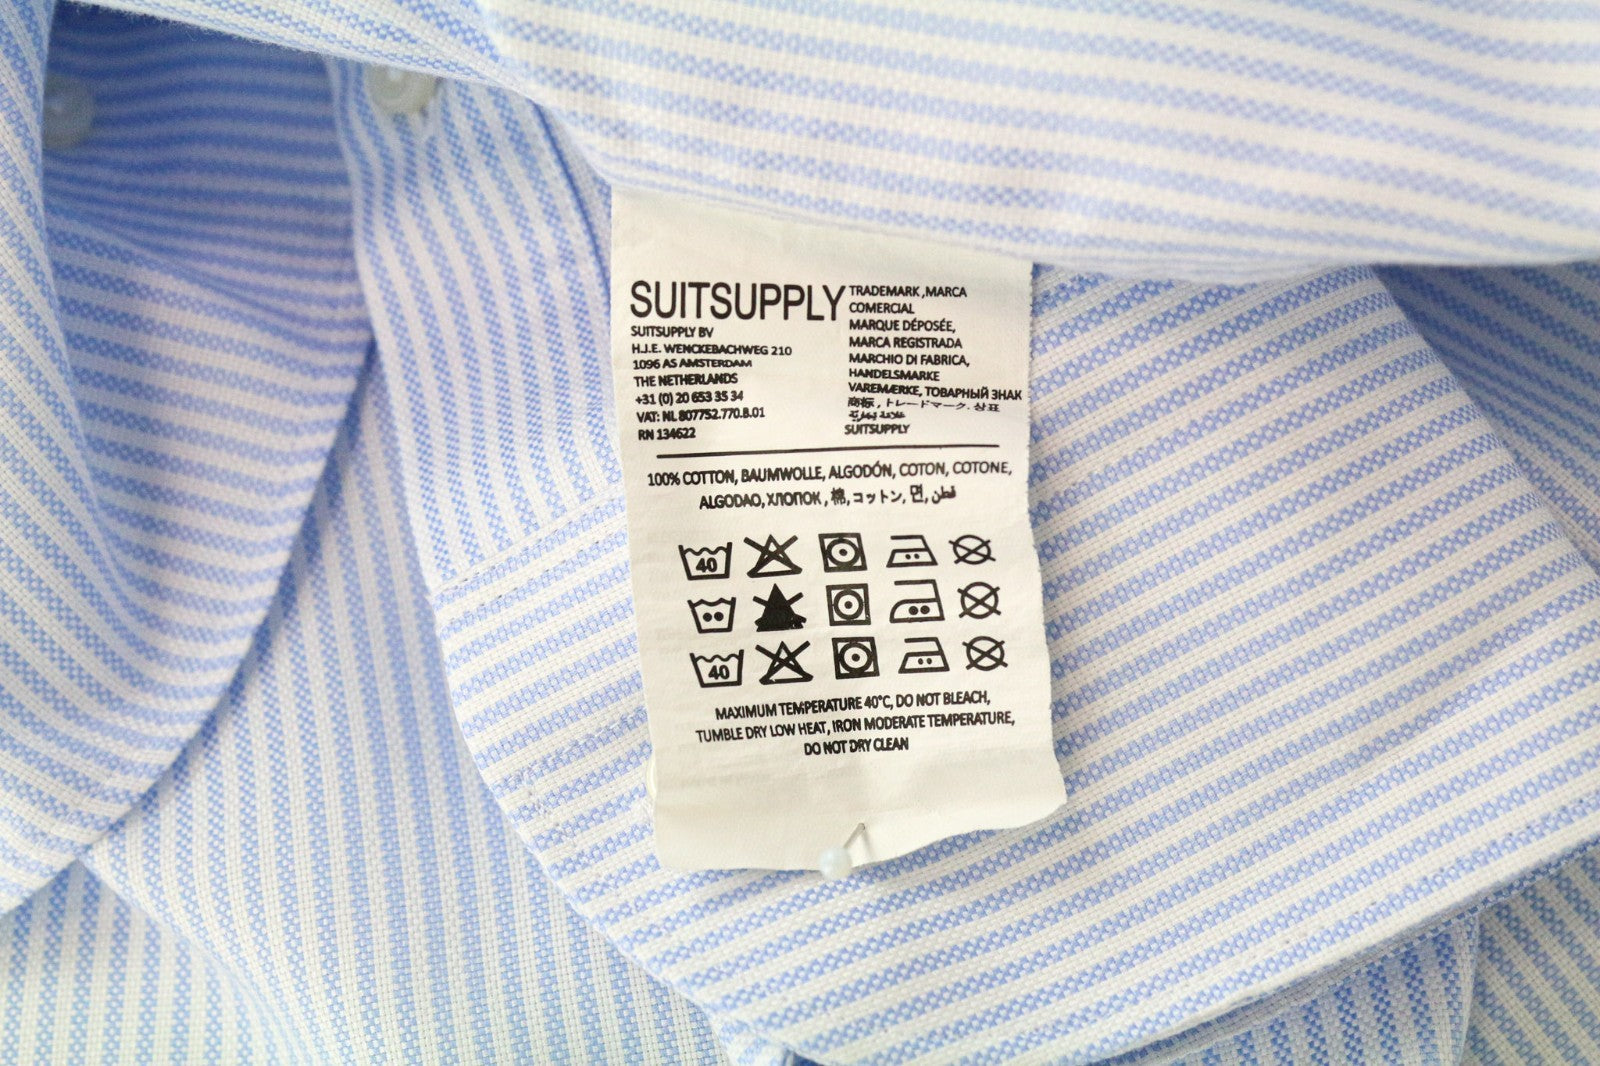 SUITSUPPLY
SUITSUPPLY BV
H.J.E. WENCKEBACHWEG 210
1096 AS AMSTERDAM
THE NETHERLANDS
+31 (0) 20 653 35 34
VAT: NL 807752.770.B.01
RN 134622
TRADEMARK ,MARCA
COMERCIAL
MARQUE DÉPOSÉE,
MARCA REGISTRADA
MARCHIO DI FABRICA,
HANDELSMARKE
VAREMÆRKE, ТОВАРНЫЙ ЗНАК
商标 , トレードマーク. 상표
SUITSUPPLY
100% COTTON, BAUMWOLLE, ALGODÓN, COTON, COTONE,
ALGODAO, ХЛОПОК , 棉, コットン, 면, قطن
40
40
MAXIMUM TEMPERATURE 40°C, DO NOT BLEACH,
TUMBLE DRY LOW HEAT, IRON MODERATE TEMPERATURE,
DO NOT DRY CLEAN